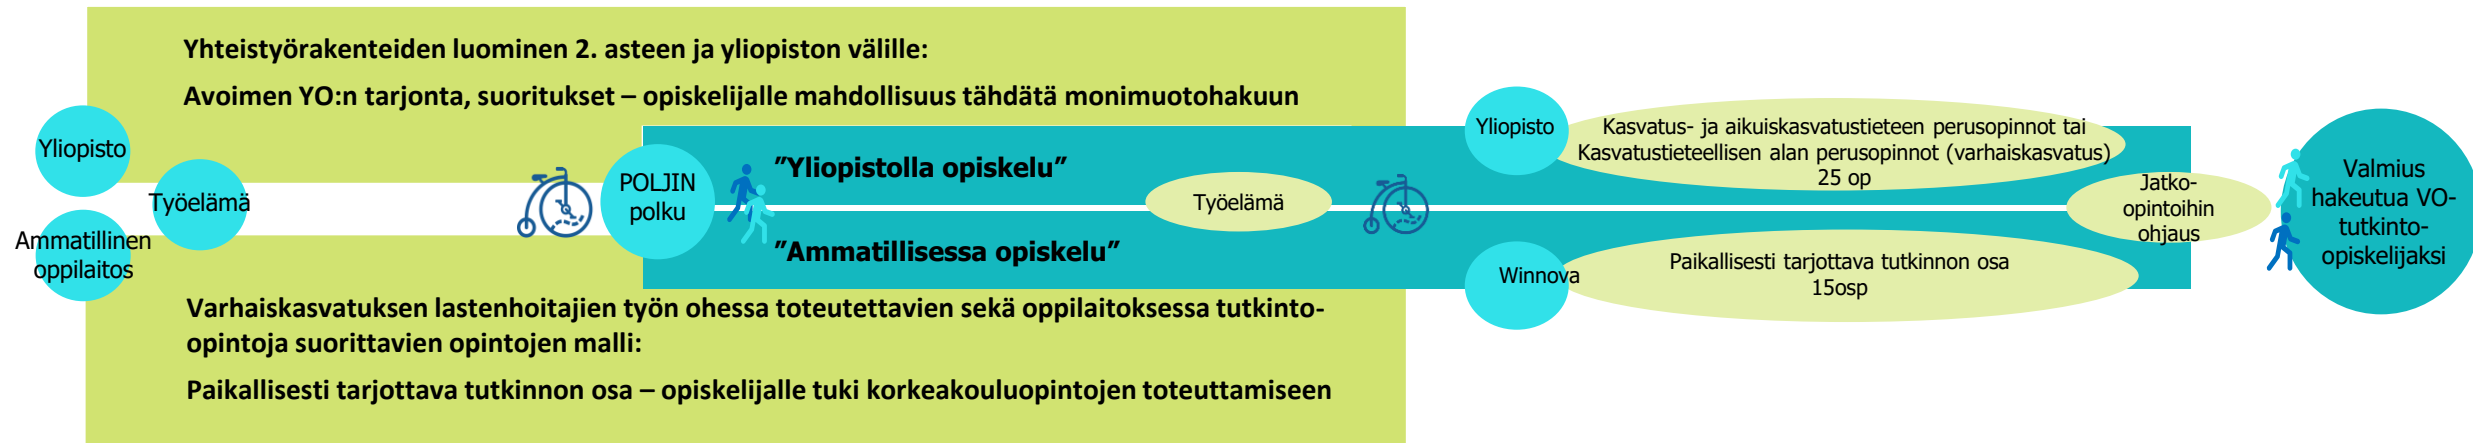 Yhteistyörakenteiden luominen 2. asteen ja yliopiston välille:
Avoimen YO:n tarjonta, suoritukset – opiskelijalle mahdollisuus tähdätä monimuotohakuun
Yliopisto
Työelämä
Ammatillinen
oppilaitos
POLJIN
polku
”Yliopistolla opiskelu”
”Ammatillisessa opiskelu”
Työelämä
Varhaiskasvatuksen lastenhoitajien työn ohessa toteutettavien sekä oppilaitoksessa tutkinto-
opintoja suorittavien opintojen malli:
Paikallisesti tarjottava tutkinnon osa – opiskelijalle tuki korkeakouluopintojen toteuttamiseen
Yliopisto
Kasvatus- ja aikuiskasvatustieteen perusopinnot tai
Kasvatustieteellisen alan perusopinnot (varhaiskasvatus)
25 op
Winnova
Paikallisesti tarjottava tutkinnon osa
15osp
Jatko-
opintoihin
ohjaus
Valmius
hakeutua VO-
tutkinto-
opiskelijaksi